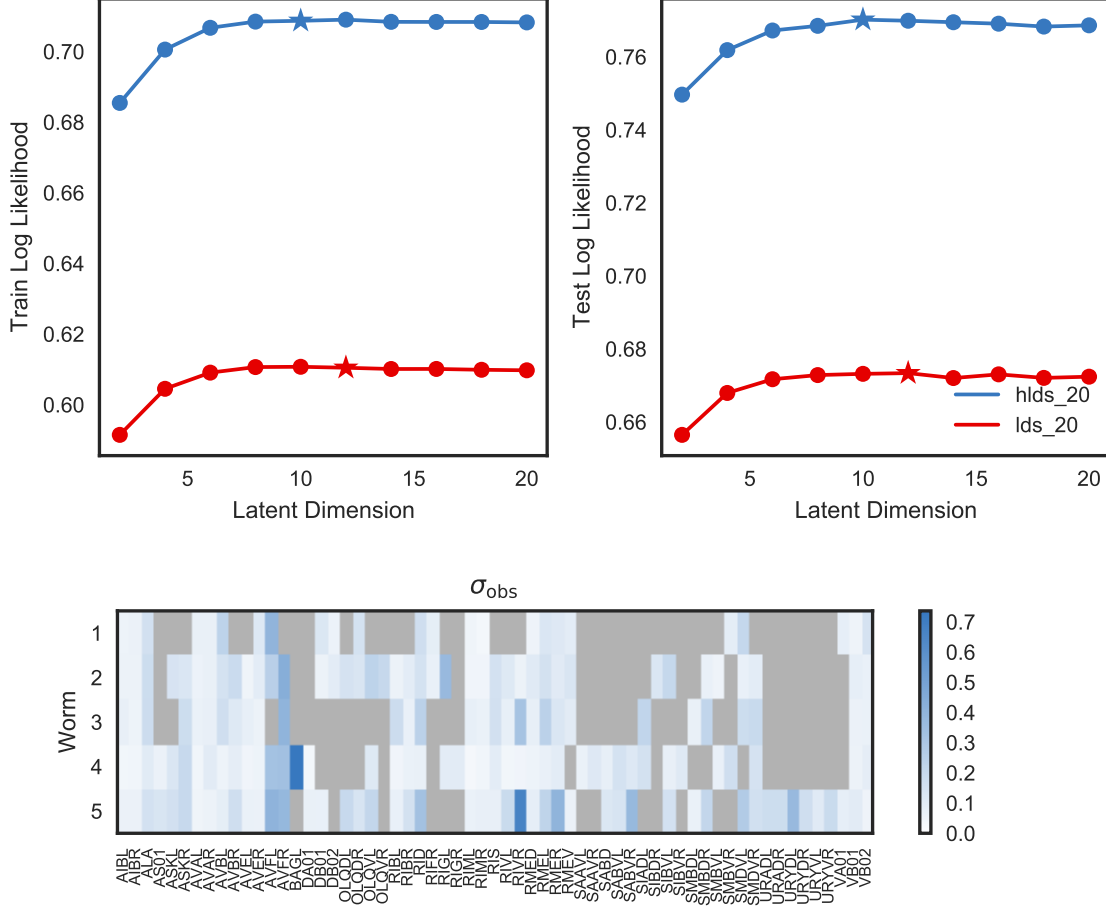 0.70
0.68
0.66
0.64
0.62
0.60
Train Log Likelihood
5
10
15
20
Latent Dimension
0.76
0.74
0.72
0.70
0.68
0.66
Test Log Likelihood
hlds_20
lds_20
5
10
15
20
Latent Dimension
σobs
Worm
1
2
3
4
5
AIBL
AIBR
ALA
AS01
ASKL
ASKR
AVAL
AVAR
AVBL
AVBR
AVEL
AVER
AVFL
AVFR
BAGL
DA01
DB01
DB02
OLQDL
OLQDR
OLQVL
OLQVR
RIBL
RIBR
RID
RIFR
RIGL
RIGR
RIML
RIMR
RIS
RIVL
RIVR
RMED
RMEL
RMER
RMEV
SAAVL
SAAVR
SABD
SABVL
SABVR
SIADL
SIBDR
SIBVL
SIBVR
SMBDL
SMBDR
SMBVL
SMBVR
SMDVL
SMDVR
URADL
URADR
URYDL
URYDR
URYVL
URYVR
VA01
VB01
VB02
0.7
0.6
0.5
0.4
0.3
0.2
0.1
0.0